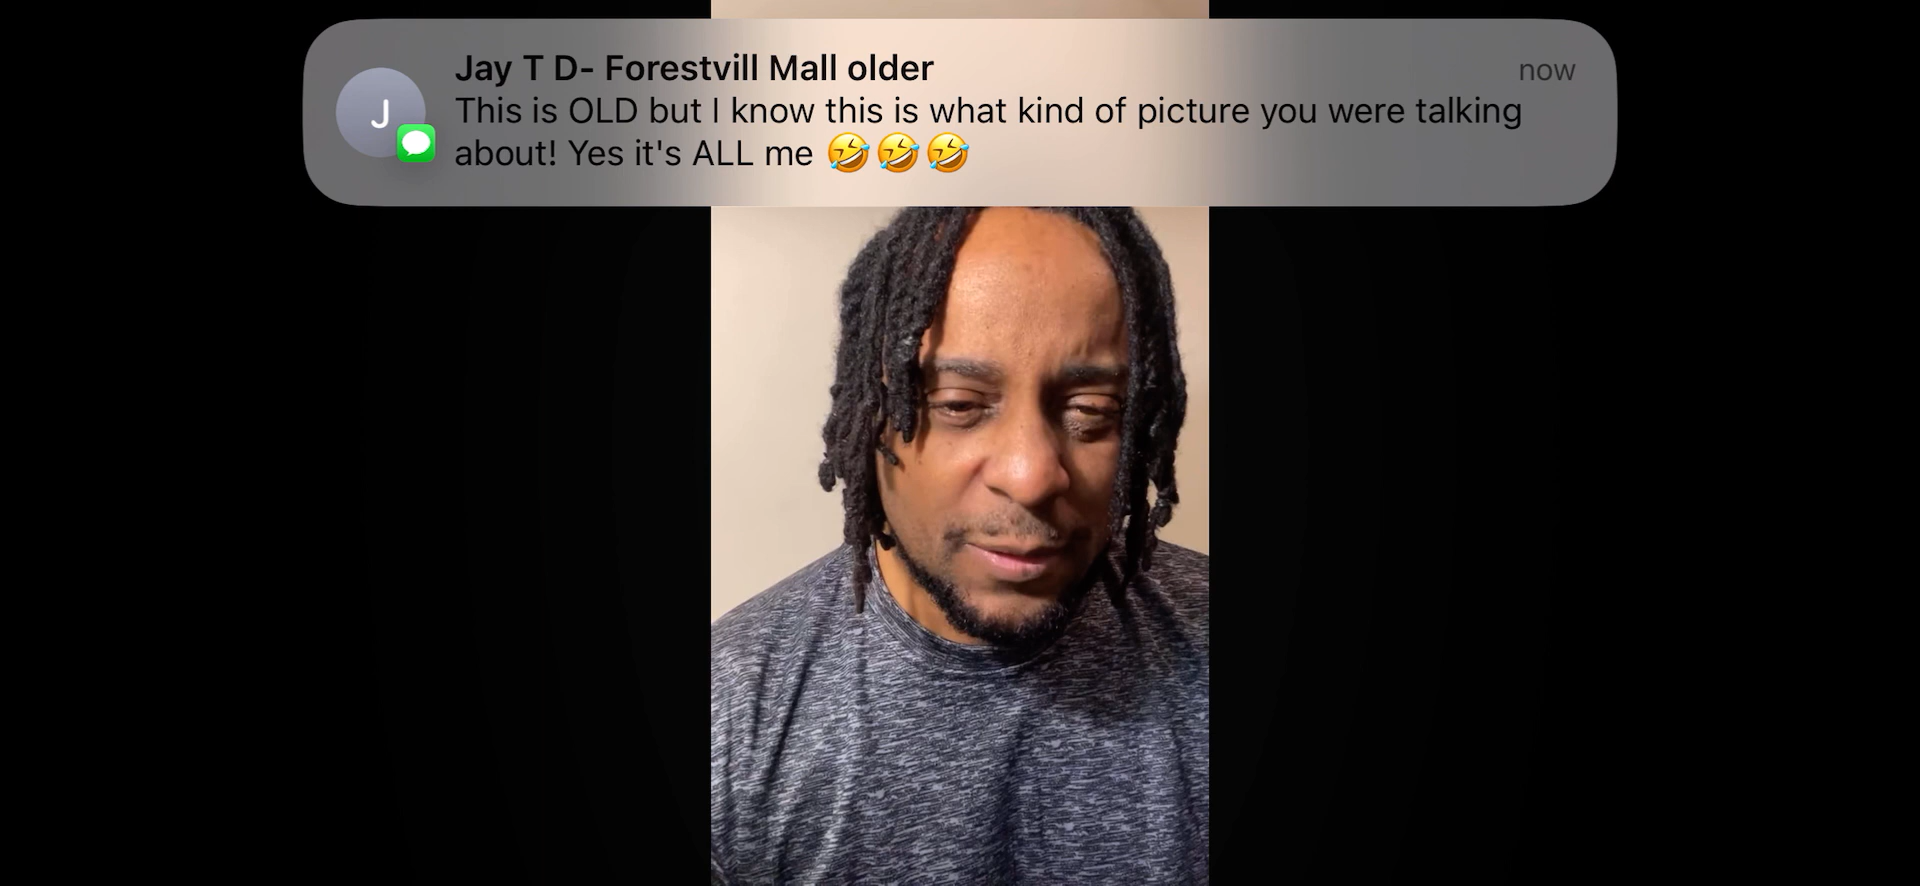 Jay T D- Forestvill Mall older
now
This is OLD but I know this is what kind of picture you were talking
about! Yes it's ALL me 🤣🤣🤣
J